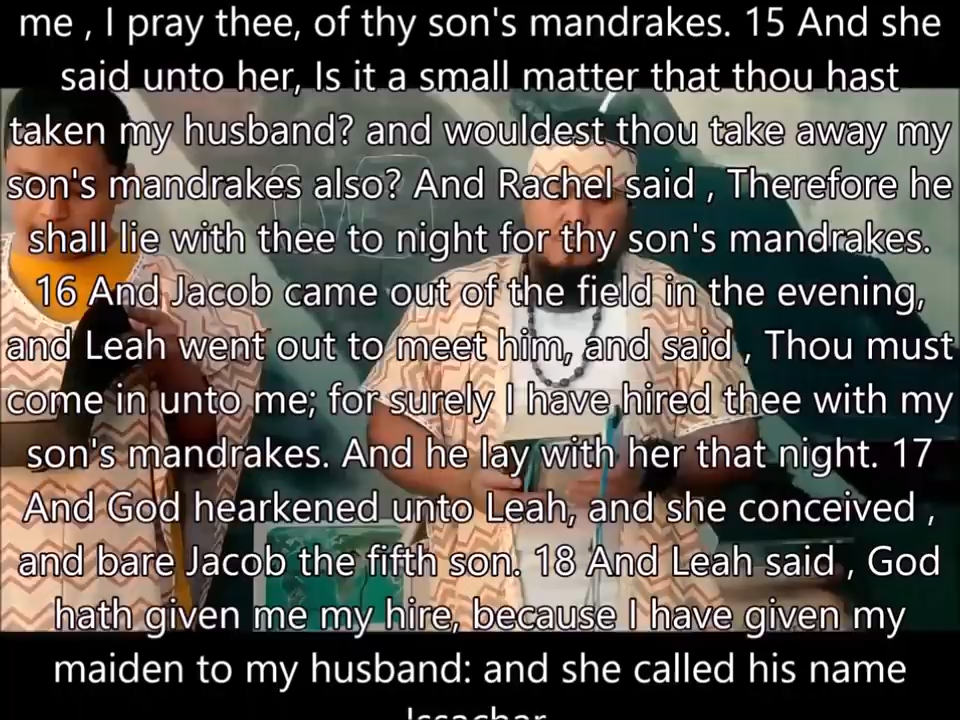 me , I pray thee, of thy son's mandrakes. 15 And she
said unto her, Is it a small matter that thou hast
taken my husband? and wouldest thou take away my
son's mandrakes also? And Rachel said , Therefore he
shall lie with thee to night for thy son's mandrakes.
16 And Jacob came out of the field in the evening,
and Leah went out to meet him, and said , Thou must
come in unto me; for surely I have hired thee with my
son's mandrakes. And he lay with her that night. 17
And God hearkened unto Leah, and she conceived ,
and bare Jacob the fifth son. 18 And Leah said , God
hath given me my hire, because I have given my
maiden to my husband: and she called his name
Issachar